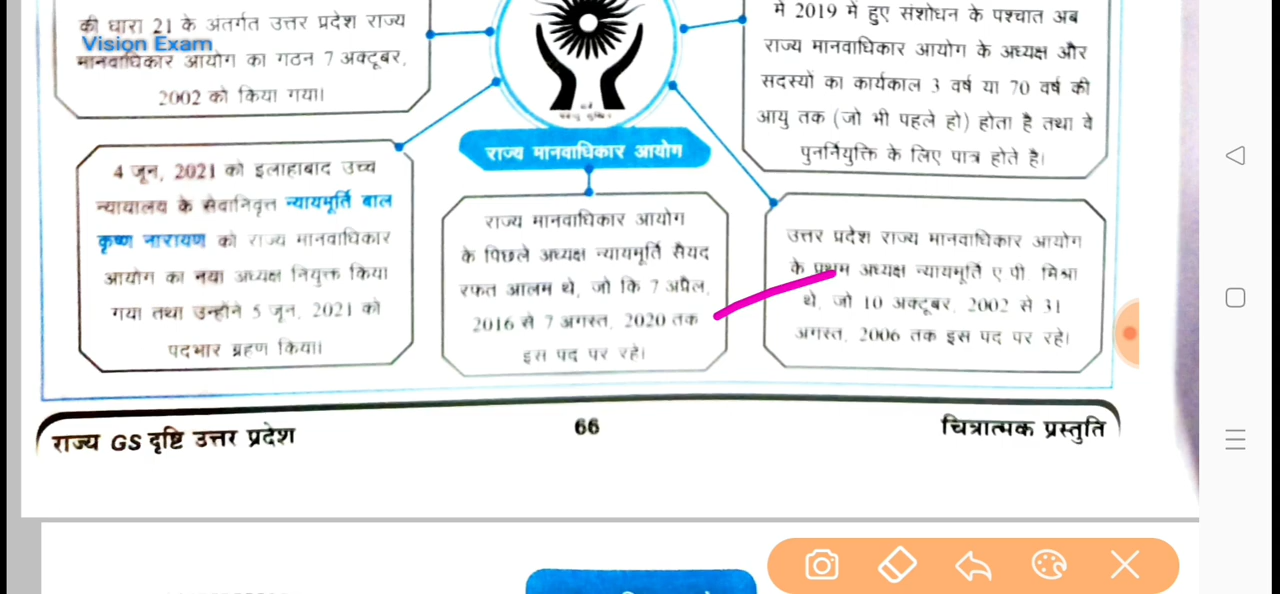 की धारा 21 के अंतर्गत उत्तर प्रदेश राज्य
Vision Exam
मानवाधिकार आयोग का गठन 7 अक्टूबर,
2002 को किया गया।
में 2019 में हुए संशोधन के पश्चात अब
राज्य मानवाधिकार आयोग के अध्यक्ष और
सदस्यों का कार्यकाल 3 वर्ष या 70 वर्ष की
आयु तक (जो भी पहले हो) होता है तथा वे
पुनर्नियुक्ति के लिए पात्र होते है।
राज्य मानवाधिकार आयोग
4 जून, 2021 को इलाहाबाद उच्च
न्यायालय के सेवानिवृत्त न्यायमूर्ति बाल
कृष्ण नारायण को राज्य मानवाधिकार
आयोग का नया अध्यक्ष नियुक्त किया
गया तथा उन्होंने 5 जून, 2021 को
पदभार ग्रहण किया।
राज्य मानवाधिकार आयोग
के पिछले अध्यक्ष न्यायमूर्ति सैयद
रफत आलम थे, जो कि 7 अप्रैल,
2016 से 7 अगस्त, 2020 तक
इस पद पर रहे।
उत्तर प्रदेश राज्य मानवाधिकार आयोग
के प्रथम अध्यक्ष न्यायमूर्ति ए पी मिश्रा
थे, जो 10 अक्टूबर, 2002 से 31
अगस्त, 2006 तक इस पद पर रहे।
राज्य GS दृष्टि उत्तर प्रदेश
66
चित्रात्मक प्रस्तुति